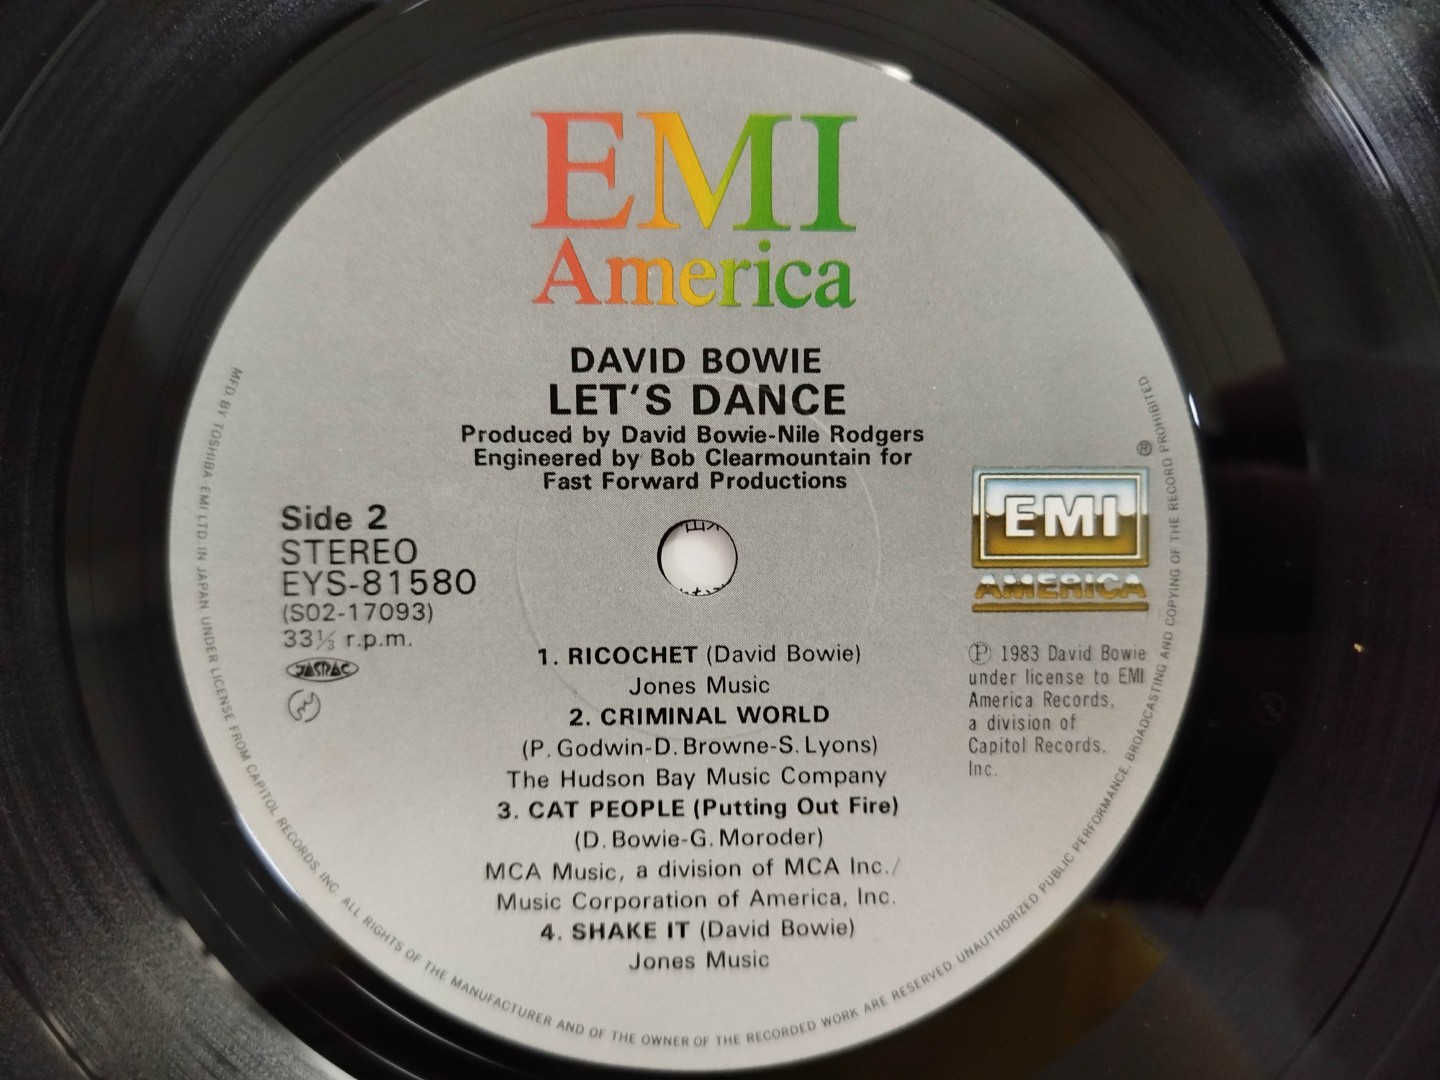 EMI
America
DAVID BOWIE
LET'S DANCE
Produced by David Bowie-Nile Rodgers
Engineered by Bob Clearmountain for
Fast Forward Productions
Side 2
STEREO
EYS-81580
(S02-17093)
33⅓ r.p.m.
JASRAC
EMI
AMERICA
Ⓟ 1983 David Bowie
under license to EMI
America Records,
a division of
Capitol Records,
Inc.
1. RICOCHET (David Bowie)
Jones Music
2. CRIMINAL WORLD
(P. Godwin-D. Browne-S. Lyons)
The Hudson Bay Music Company
3. CAT PEOPLE (Putting Out Fire)
(D. Bowie-G. Moroder)
MCA Music, a division of MCA Inc./
Music Corporation of America, Inc.
4. SHAKE IT (David Bowie)
Jones Music
MFD BY TOSHIBA-EMI LTD. IN JAPAN UNDER LICENSE FROM CAPITOL RECORDS, INC. ALL RIGHTS OF THE MANUFACTURER AND OF THE OWNER OF THE RECORDED WORK ARE RESERVED. UNAUTHORIZED PUBLIC PERFORMANCE, BROADCASTING AND COPYING OF THE RECORD PROHIBITED